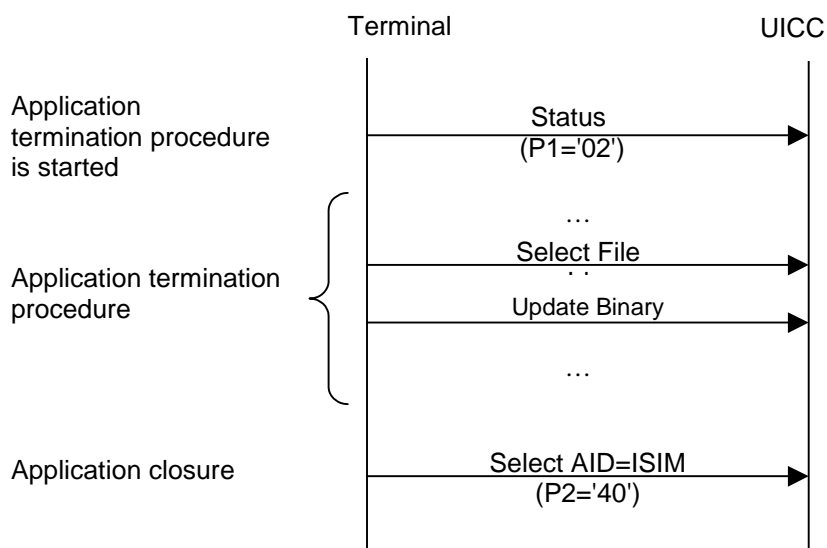 Terminal
UICC
Application
termination procedure
is started
Status
(P1='02')
…
Select File
. .
Application termination
procedure
Update Binary
…
Application closure
Select AID=ISIM
(P2='40')